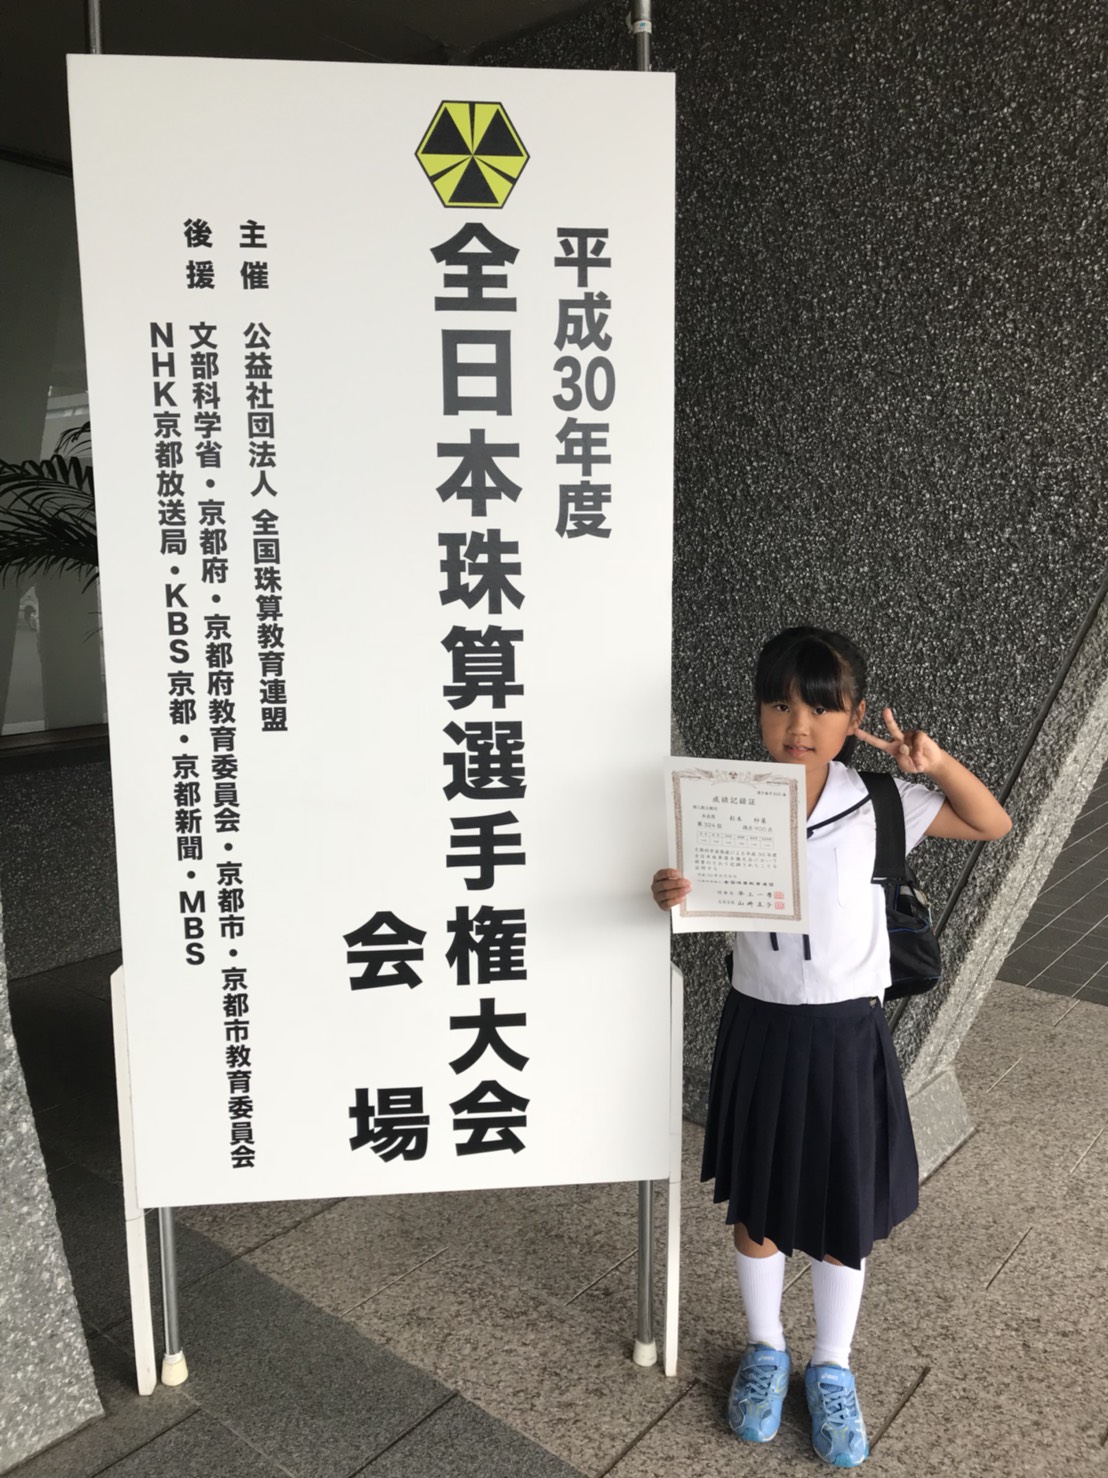 平成30年度
全日本珠算選手権大会
会場
主催 公益社団法人 全国珠算教育連盟
後援 文部科学省・京都府・京都府教育委員会・京都市・京都市教育委員会
NHK京都放送局・KBS京都・京都新聞・MBS
成績記録証